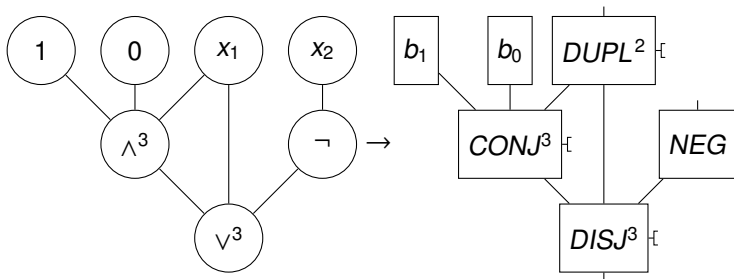 1 0 x₁ x₂ b₁ b₀ DUPL²
∧³ ¬ → CONJ³ NEG
∨³ DISJ³